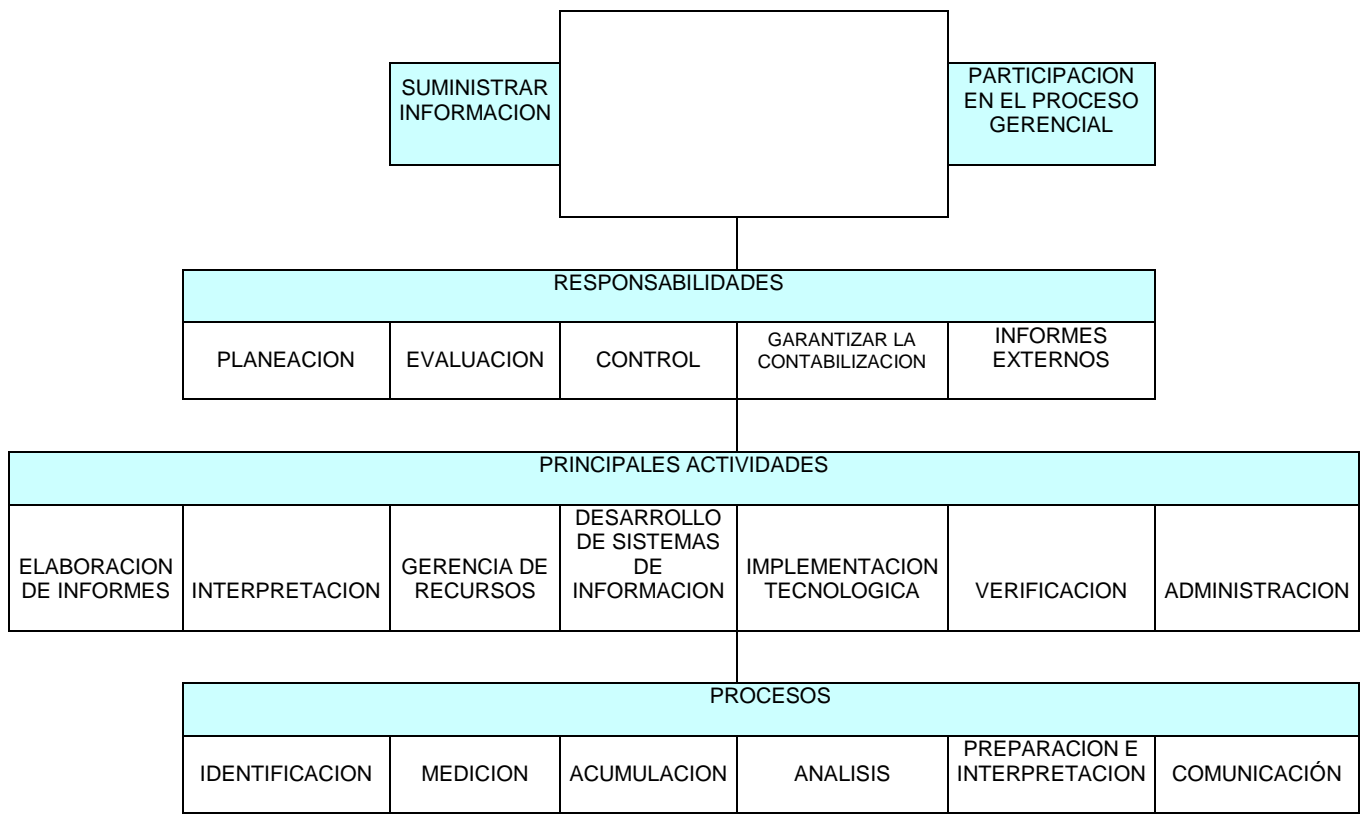 SUMINISTRAR
INFORMACION
PARTICIPACION
EN EL PROCESO
GERENCIAL
RESPONSABILIDADES
PLANEACION
EVALUACION
CONTROL
GARANTIZAR LA
CONTABILIZACION
INFORMES
EXTERNOS
PRINCIPALES ACTIVIDADES
ELABORACION
DE INFORMES
INTERPRETACION
GERENCIA DE
RECURSOS
DESARROLLO
DE SISTEMAS
DE
INFORMACION
IMPLEMENTACION
TECNOLOGICA
VERIFICACION
ADMINISTRACION
PROCESOS
IDENTIFICACION
MEDICION
ACUMULACION
ANALISIS
PREPARACION E
INTERPRETACION
COMUNICACIÓN